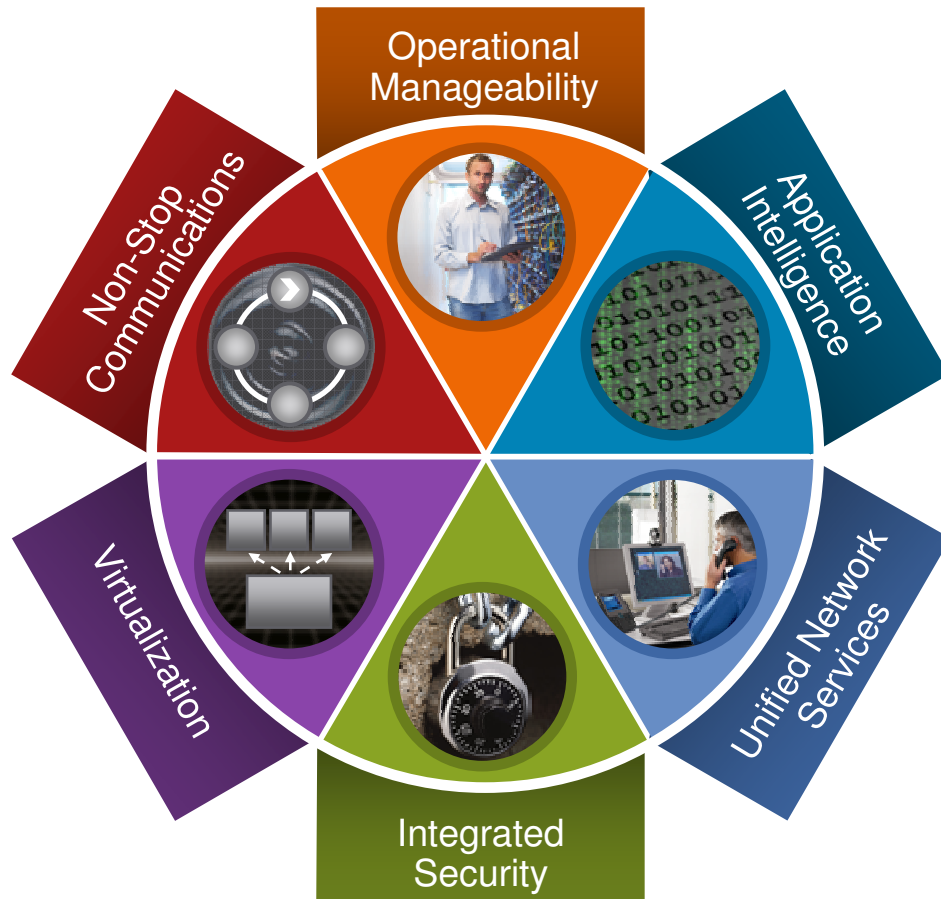 Operational
Manageability
Application
Intelligence
Unified Network
Services
Integrated
Security
Virtualization
Non-Stop
Communications